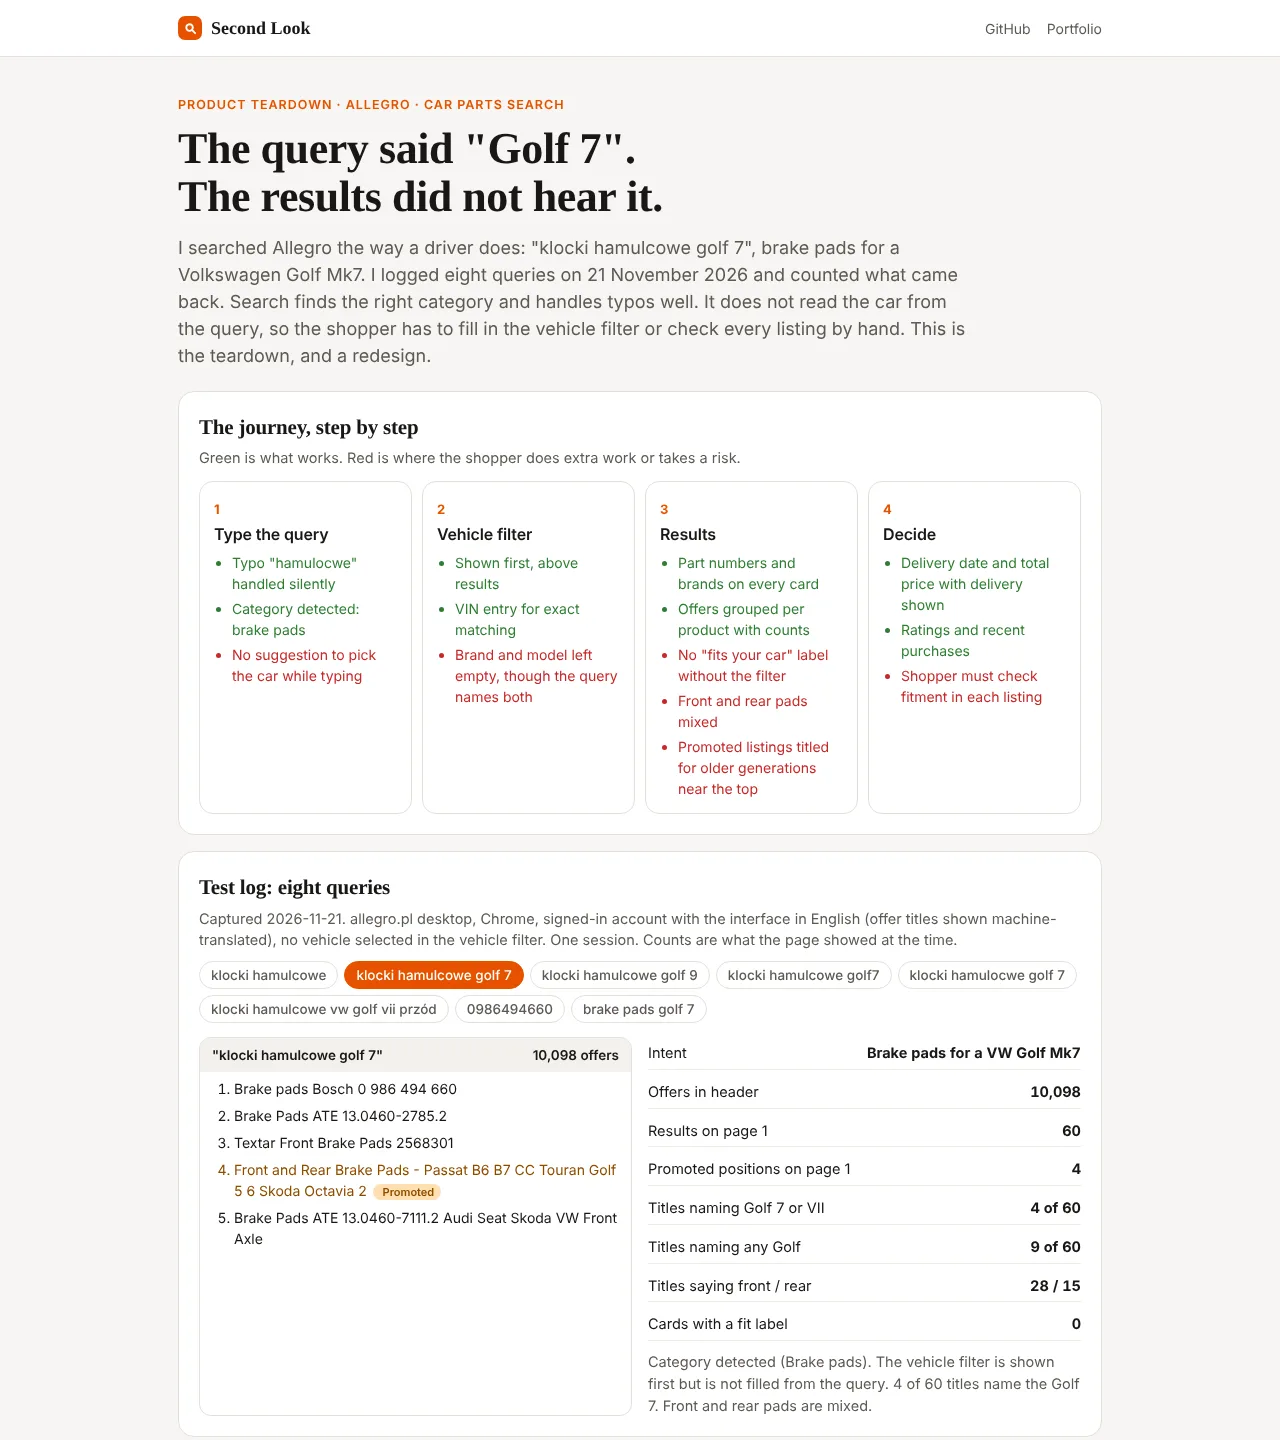 Second Look
GitHub Portfolio
PRODUCT TEARDOWN · ALLEGRO · CAR PARTS SEARCH
The query said "Golf 7".
The results did not hear it.
I searched Allegro the way a driver does: "klocki hamulcowe golf 7", brake pads for a
Volkswagen Golf Mk7. I logged eight queries on 21 November 2026 and counted what came
back. Search finds the right category and handles typos well. It does not read the car from
the query, so the shopper has to fill in the vehicle filter or check every listing by hand. This is
the teardown, and a redesign.
The journey, step by step
Green is what works. Red is where the shopper does extra work or takes a risk.
1
Type the query
Typo "hamulocwe"
handled silently
Category detected:
brake pads
No suggestion to pick
the car while typing
2
Vehicle filter
Shown first, above
results
VIN entry for exact
matching
Brand and model left
empty, though the query
names both
3
Results
Part numbers and
brands on every card
Offers grouped per
product with counts
No "fits your car" label
without the filter
Front and rear pads
mixed
Promoted listings titled
for older generations
near the top
4
Decide
Delivery date and total
price with delivery
shown
Ratings and recent
purchases
Shopper must check
fitment in each listing
Test log: eight queries
Captured 2026-11-21. allegro.pl desktop, Chrome, signed-in account with the interface in English (offer titles shown machine-
translated), no vehicle selected in the vehicle filter. One session. Counts are what the page showed at the time.
klocki hamulcowe klocki hamulcowe golf 7 klocki hamulcowe golf 9 klocki hamulcowe golf7 klocki hamulocwe golf 7
klocki hamulcowe vw golf vii przód 0986494660 brake pads golf 7
"klocki hamulcowe golf 7" 10,098 offers
1. Brake pads Bosch 0 986 494 660
2. Brake Pads ATE 13.0460-2785.2
3. Textar Front Brake Pads 2568301
4. Front and Rear Brake Pads - Passat B6 B7 CC Touran Golf
5 6 Skoda Octavia 2 Promoted
5. Brake Pads ATE 13.0460-7111.2 Audi Seat Skoda VW Front
Axle
Intent Brake pads for a VW Golf Mk7
Offers in header 10,098
Results on page 1 60
Promoted positions on page 1 4
Titles naming Golf 7 or VII 4 of 60
Titles naming any Golf 9 of 60
Titles saying front / rear 28 / 15
Cards with a fit label 0
Category detected (Brake pads). The vehicle filter is shown
first but is not filled from the query. 4 of 60 titles name the Golf
7. Front and rear pads are mixed.